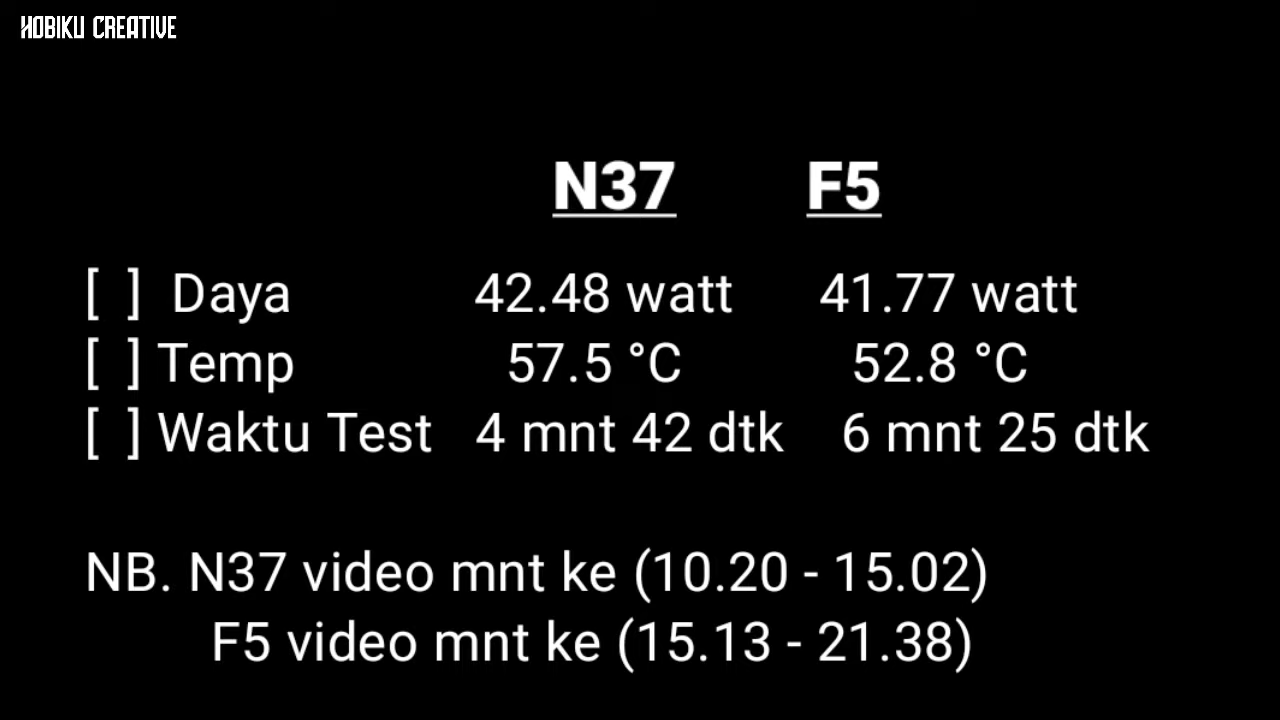 HOBIKU CREATIVE
N37 F5
[ ] Daya 42.48 watt 41.77 watt
[ ] Temp 57.5 °C 52.8 °C
[ ] Waktu Test 4 mnt 42 dtk 6 mnt 25 dtk
NB. N37 video mnt ke (10.20 - 15.02)
F5 video mnt ke (15.13 - 21.38)